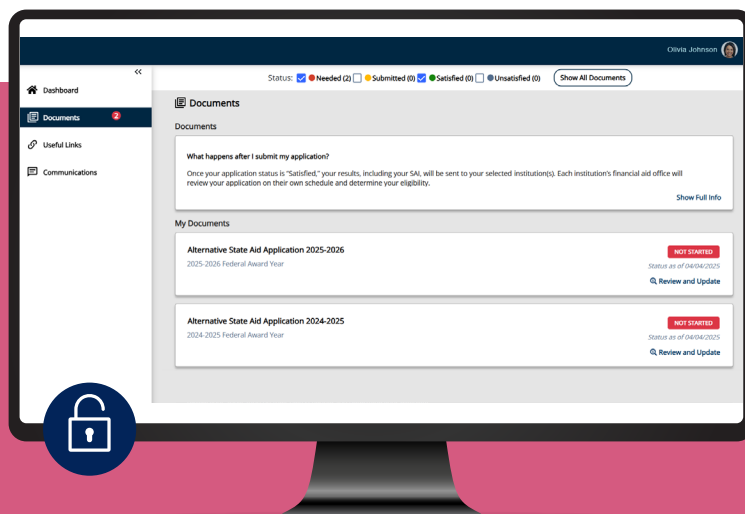 Olivia Johnson
Status: Needed (2) Submitted (0) Satisfied (0) Unsatisfied (0) Show All Documents
Dashboard
Documents 2
Useful Links
Communications
Documents
Documents
What happens after I submit my application?
Once your application status is "Satisfied," your results, including your SAI, will be sent to your selected institution(s). Each institution's financial aid office will
review your application on their own schedule and determine your eligibility.
Show Full Info
My Documents
Alternative State Aid Application 2025-2026
NOT STARTED
2025-2026 Federal Award Year
Status as of 04/04/2025
Review and Update
Alternative State Aid Application 2024-2025
NOT STARTED
2024-2025 Federal Award Year
Status as of 04/04/2025
Review and Update